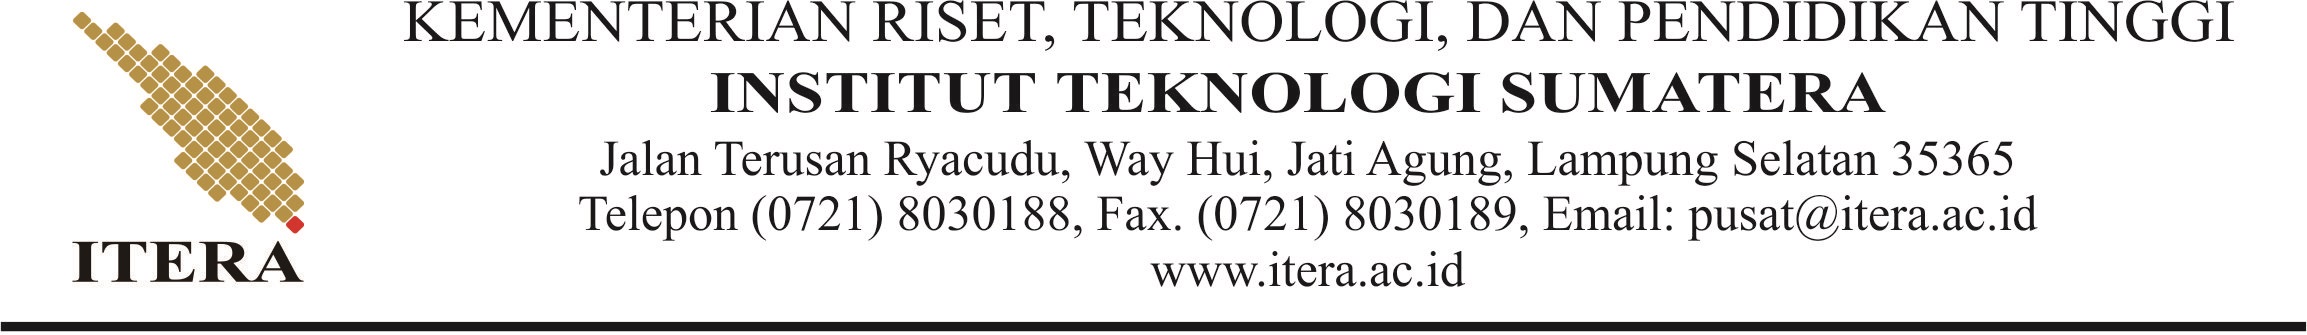 KEMENTERIAN RISET, TEKNOLOGI, DAN PENDIDIKAN TINGGI
INSTITUT TEKNOLOGI SUMATERA
Jalan Terusan Ryacudu, Way Hui, Jati Agung, Lampung Selatan 35365
Telepon (0721) 8030188, Fax. (0721) 8030189, Email: pusat@itera.ac.id
www.itera.ac.id
ITERA